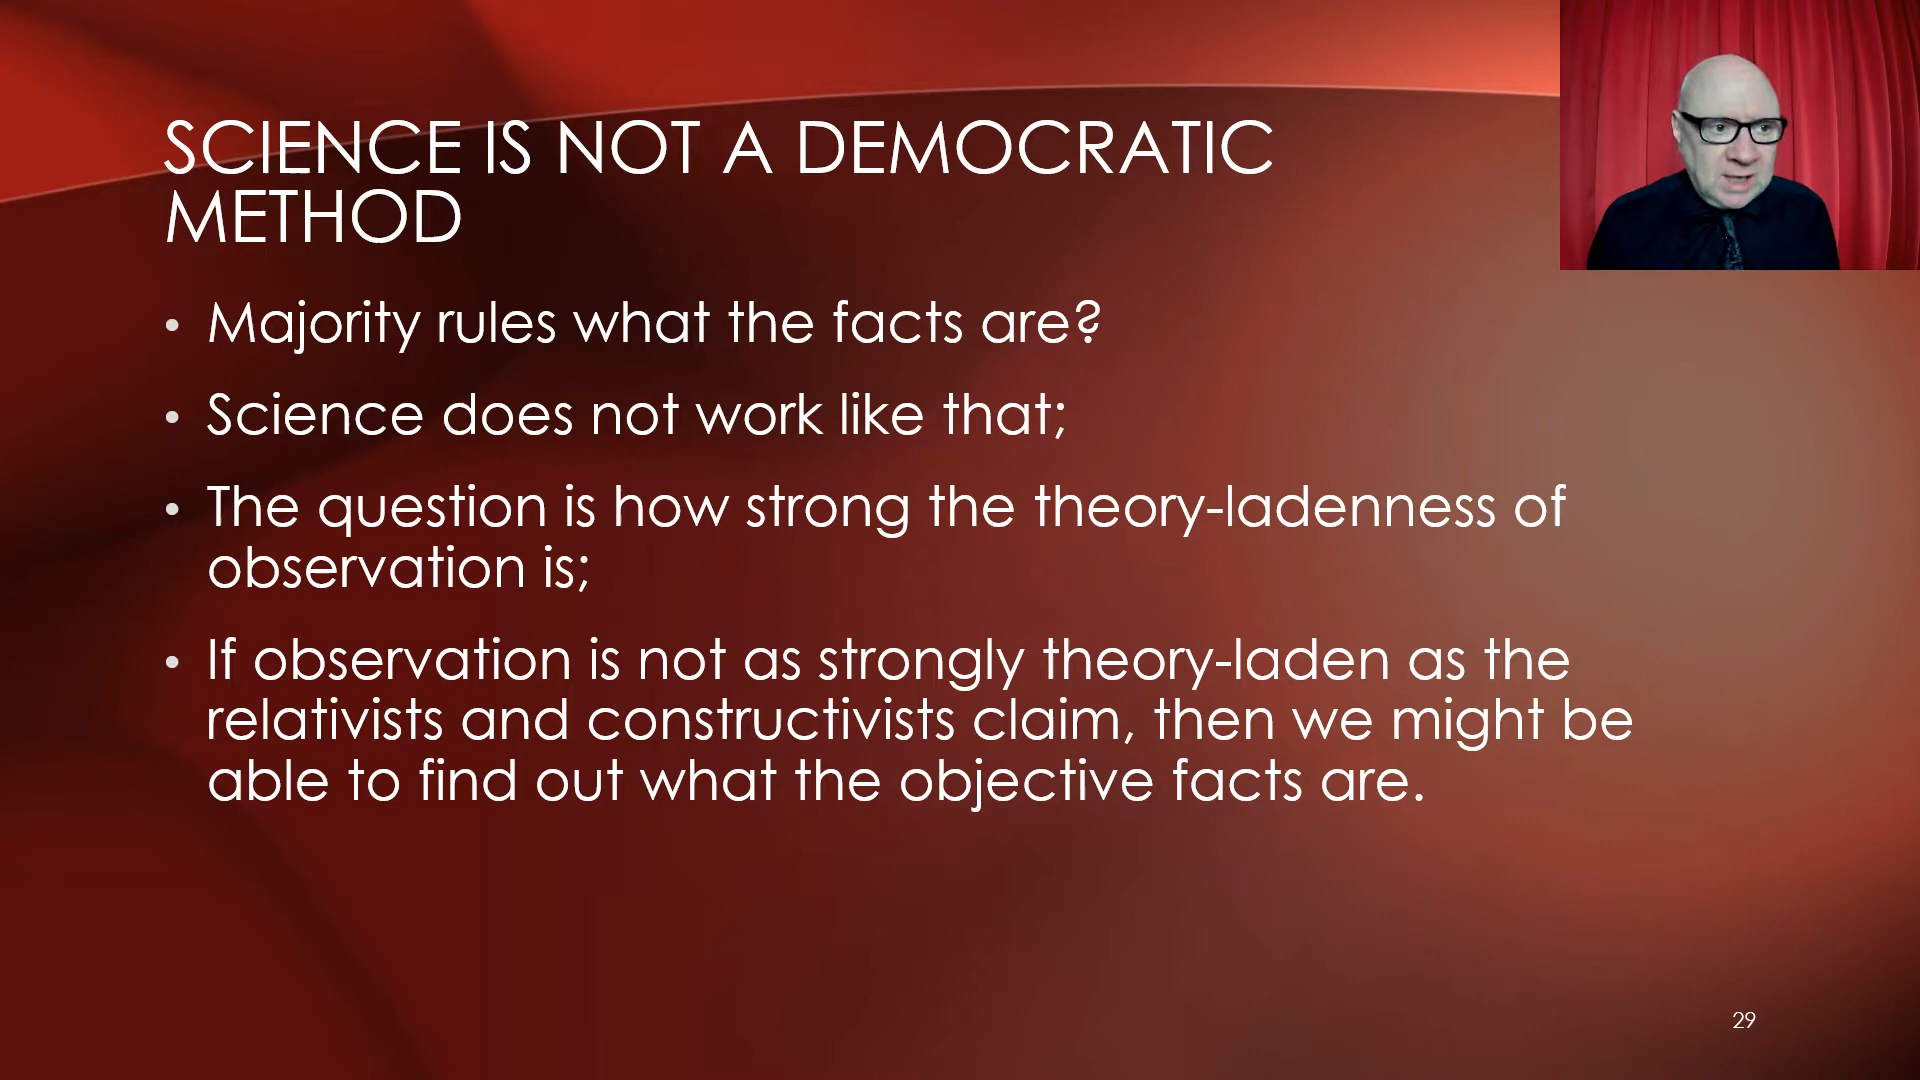 SCIENCE IS NOT A DEMOCRATIC
METHOD
• Majority rules what the facts are?
• Science does not work like that;
• The question is how strong the theory-ladenness of
observation is;
• If observation is not as strongly theory-laden as the
relativists and constructivists claim, then we might be
able to find out what the objective facts are.
29